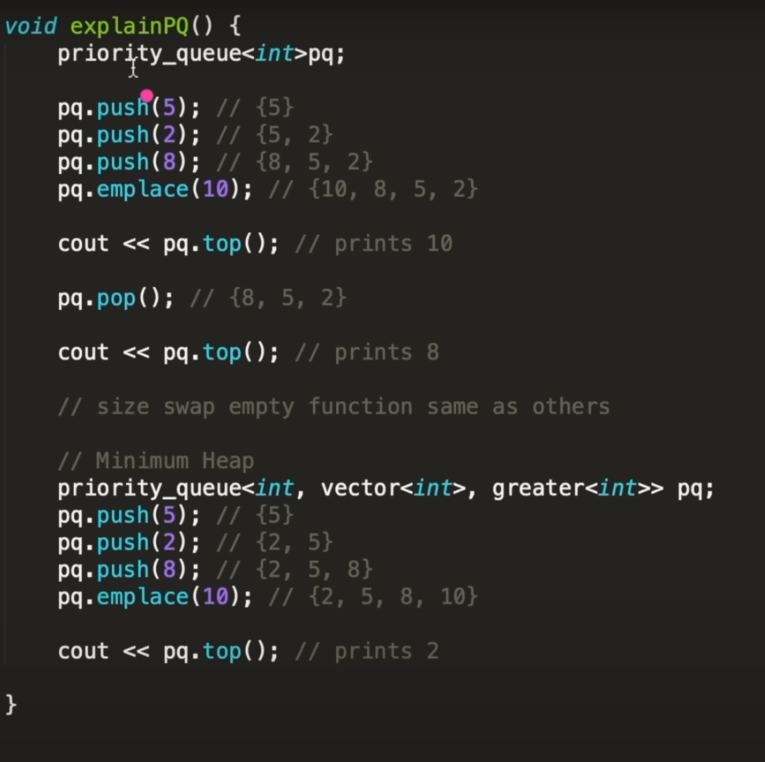 void explainPQ() {
priority_queue<int>pq;
pq.push(5); // {5}
pq.push(2); // {5, 2}
pq.push(8); // {8, 5, 2}
pq.emplace(10); // {10, 8, 5, 2}
cout << pq.top(); // prints 10
pq.pop(); // {8, 5, 2}
cout << pq.top(); // prints 8
// size swap empty function same as others
// Minimum Heap
priority_queue<int, vector<int>, greater<int>> pq;
pq.push(5); // {5}
pq.push(2); // {2, 5}
pq.push(8); // {2, 5, 8}
pq.emplace(10); // {2, 5, 8, 10}
cout << pq.top(); // prints 2
}